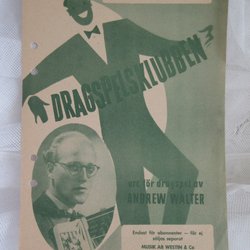 DRAGSPELSKLUBBEN
arr. för dragspel av
ANDREW WALTER
Endast för abonnenter — får ej
säljas separat
MUSIK AB WESTIN & Co